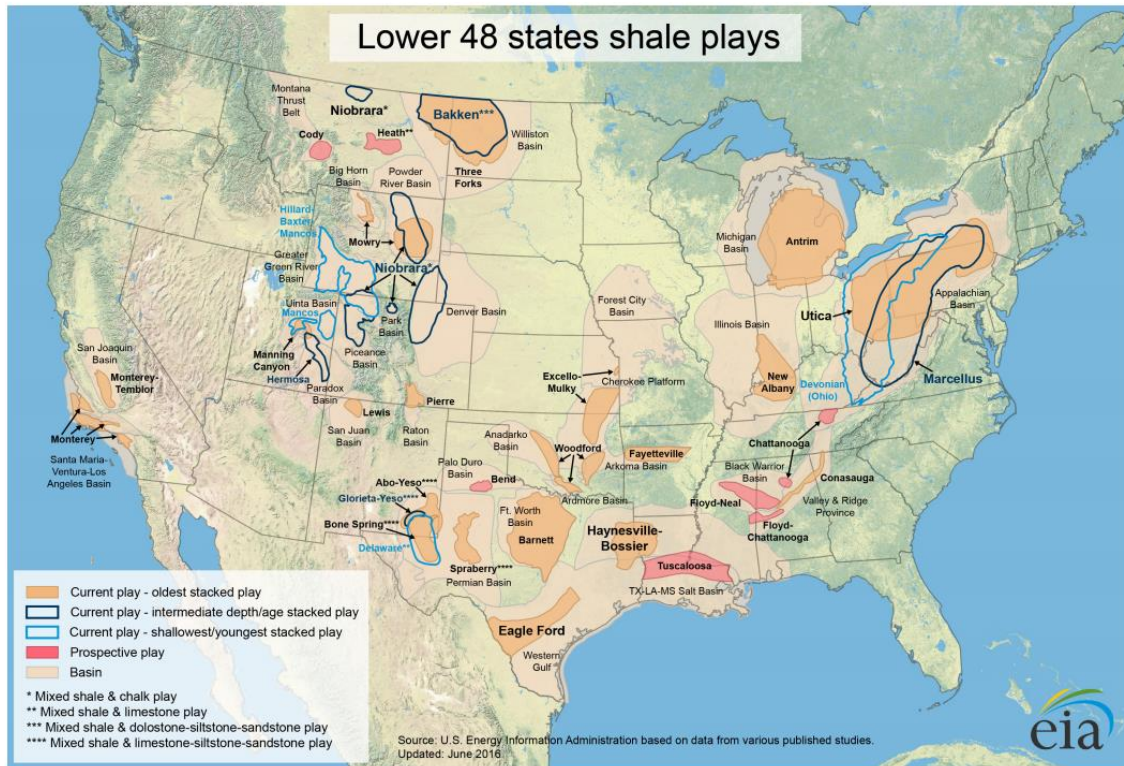 Lower 48 states shale plays
Montana
Thrust
Belt
Niobrara*
Bakken***
Cody
Heath**
Williston
Basin
Big Horn
Basin
Powder
River Basin
Three
Forks
Hillard-
Baxter-
Mancos
Mowry
Michigan
Basin
Antrim
Greater
Green River
Basin
Niobrara*
Uinta Basin
Mancos
Park
Basin
Denver Basin
Forest City
Basin
Illinois Basin
Utica
Appalachian
Basin
San Joaquin
Basin
Monterey-
Temblor
Manning
Canyon
Hermosa
Piceance
Basin
Paradox
Basin
Excello-
Mulky
Cherokee Platform
New
Albany
Devonian
(Ohio)
Marcellus
Monterey
Lewis
Pierre
San Juan
Basin
Raton
Basin
Anadarko
Basin
Woodford
Fayetteville
Arkoma Basin
Chattanooga
Black Warrior
Basin
Conasauga
Santa Maria-
Ventura-Los
Angeles Basin
Palo Duro
Basin
Bend
Ardmore Basin
Floyd-Neal
Valley & Ridge
Province
Abo-Yeso****
Glorieta-Yeso****
Bone Spring****
Delaware**
Ft. Worth
Basin
Barnett
Haynesville-
Bossier
Floyd-
Chattanooga
Spraberry****
Permian Basin
Tuscaloosa
TX-LA-MS Salt Basin
Eagle Ford
Western
Gulf
Current play - oldest stacked play
Current play - intermediate depth/age stacked play
Current play - shallowest/youngest stacked play
Prospective play
Basin
* Mixed shale & chalk play
** Mixed shale & limestone play
*** Mixed shale & dolostone-siltstone-sandstone play
**** Mixed shale & limestone-siltstone-sandstone play
Source: U.S. Energy Information Administration based on data from various published studies.
Updated: June 2016
eia